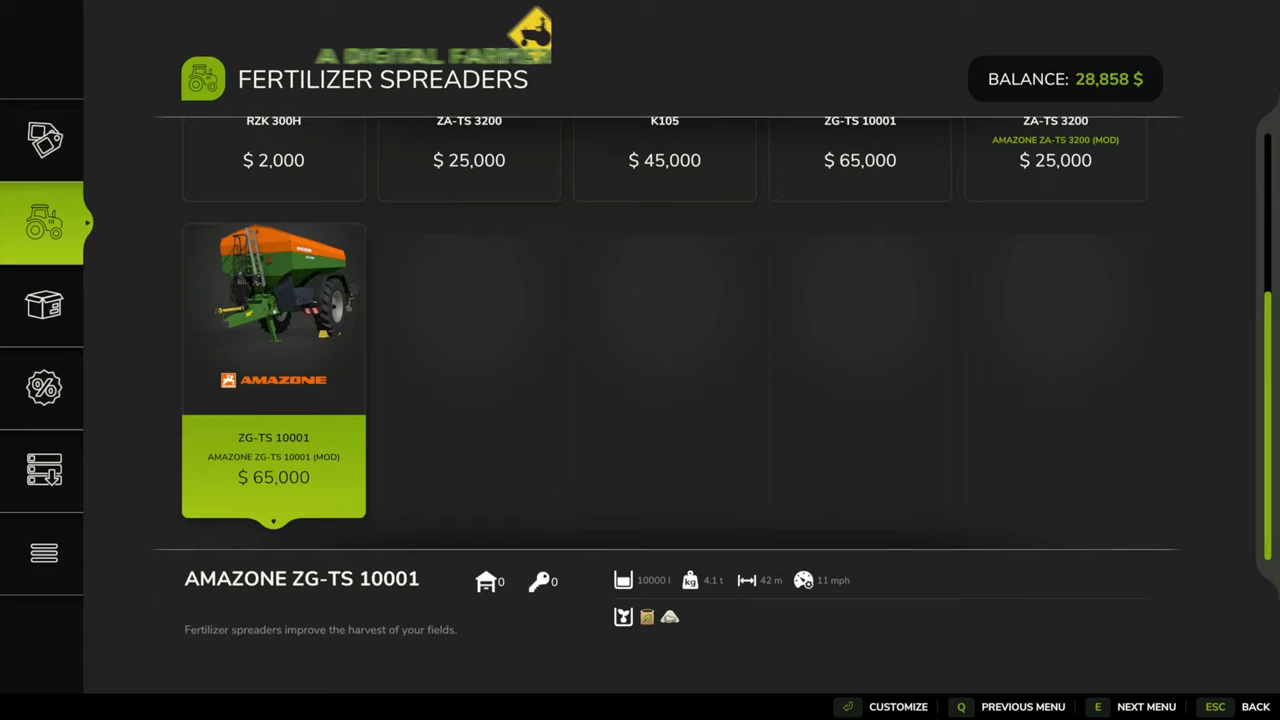 A DIGITAL FARMER
FERTILIZER SPREADERS
BALANCE: 28,858 $
RZK 300H
$ 2,000
ZA-TS 3200
$ 25,000
K105
$ 45,000
ZG-TS 10001
$ 65,000
ZA-TS 3200
AMAZONE ZA-TS 3200 (MOD)
$ 25,000
AMAZONE
ZG-TS 10001
AMAZONE ZG-TS 10001 (MOD)
$ 65,000
AMAZONE ZG-TS 10001
0
0
10000 l
4.1 t
42 m
11 mph
Fertilizer spreaders improve the harvest of your fields.
CUSTOMIZE
Q PREVIOUS MENU
E NEXT MENU
ESC BACK